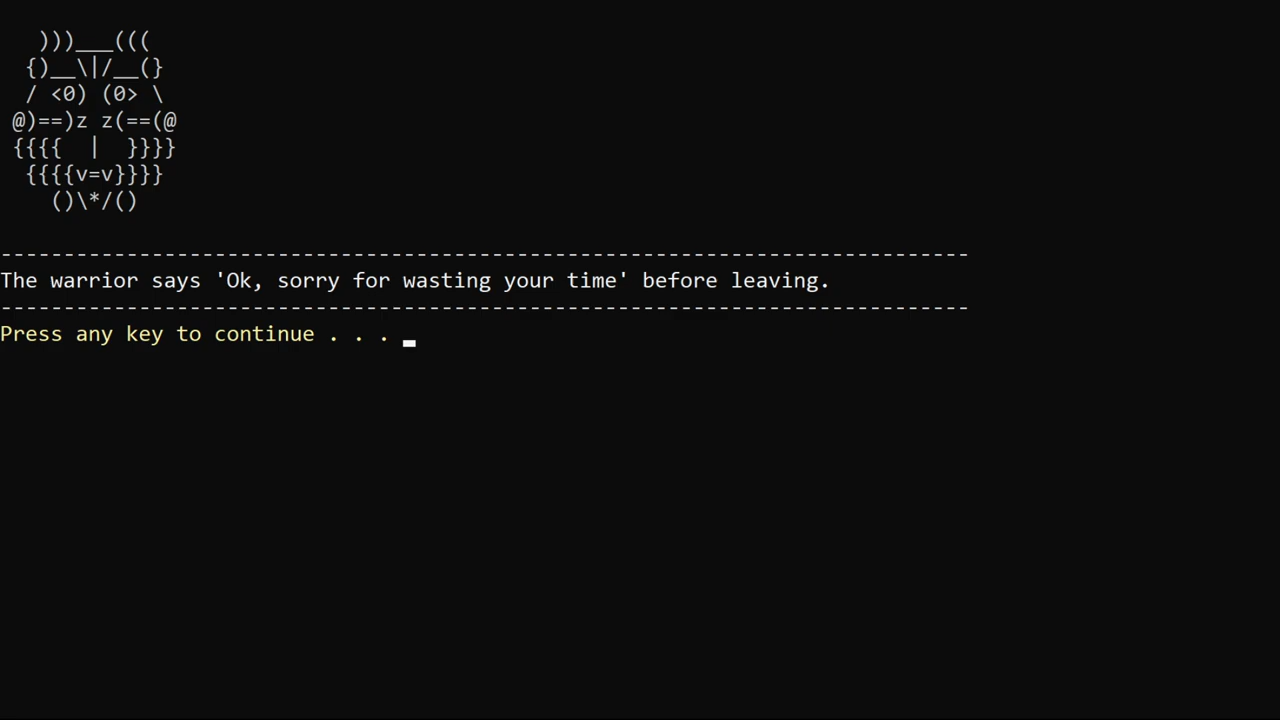 )))___(((
  {)__\|/__(}
  / <0) (0> \
 @)==)z z(==(@
 {{{{  |  }}}}
  {{{{v=v}}}}
    ()\*/()
-----------------------------------------------------------------------------
The warrior says 'Ok, sorry for wasting your time' before leaving.
-----------------------------------------------------------------------------
Press any key to continue . . .